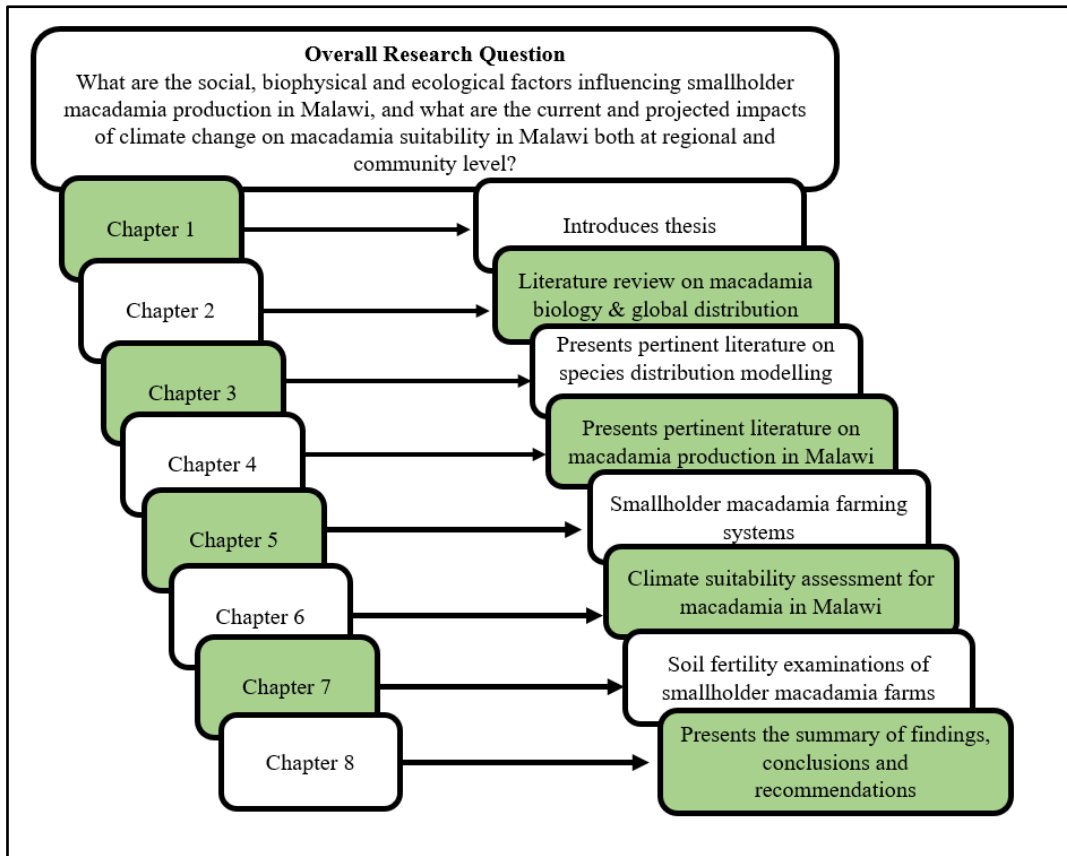 Overall Research Question
What are the social, biophysical and ecological factors influencing smallholder
macadamia production in Malawi, and what are the current and projected impacts
of climate change on macadamia suitability in Malawi both at regional and
community level?
Chapter 1
Introduces thesis
Chapter 2
Literature review on macadamia
biology & global distribution
Chapter 3
Presents pertinent literature on
species distribution modelling
Chapter 4
Presents pertinent literature on
macadamia production in Malawi
Chapter 5
Smallholder macadamia farming
systems
Chapter 6
Climate suitability assessment for
macadamia in Malawi
Chapter 7
Soil fertility examinations of
smallholder macadamia farms
Chapter 8
Presents the summary of findings,
conclusions and
recommendations